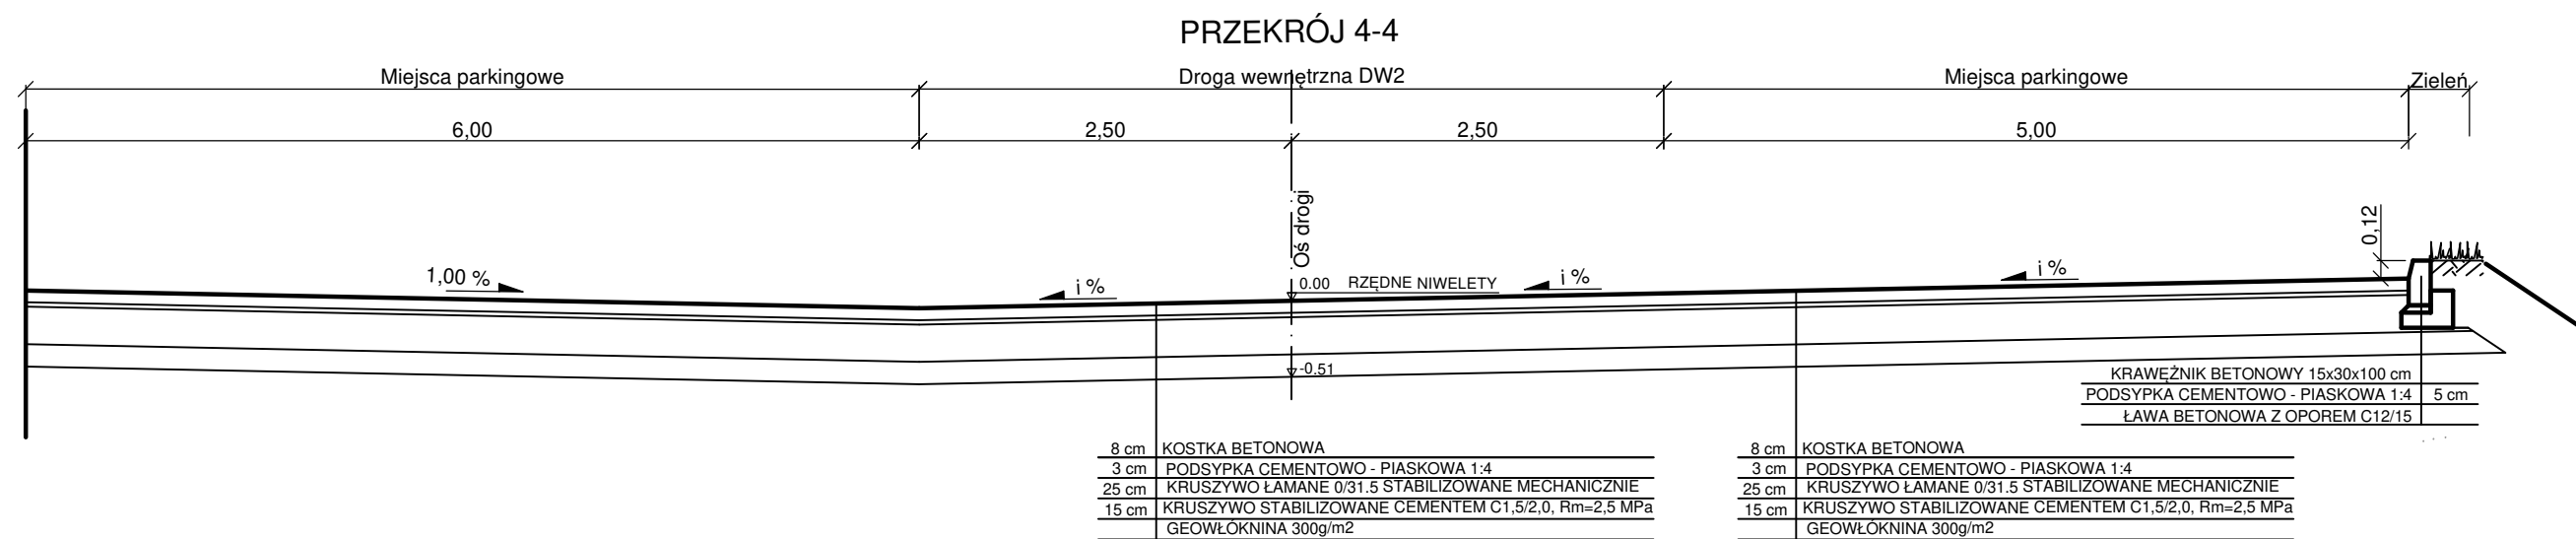 PRZEKRÓJ 4-4
Miejsca parkingowe Droga wewnętrzna DW2 Miejsca parkingowe Zieleń
6,00 2,50 2,50 5,00
Oś drogi
0,12
1,00 % i % 0.00 RZĘDNE NIWELETY i % i %
-0.51
KRAWĘŻNIK BETONOWY 15x30x100 cm
PODSYPKA CEMENTOWO - PIASKOWA 1:4 5 cm
ŁAWA BETONOWA Z OPOREM C12/15
8 cm KOSTKA BETONOWA
3 cm PODSYPKA CEMENTOWO - PIASKOWA 1:4
25 cm KRUSZYWO ŁAMANE 0/31.5 STABILIZOWANE MECHANICZNIE
15 cm KRUSZYWO STABILIZOWANE CEMENTEM C1,5/2,0, Rm=2,5 MPa
GEOWŁÓKNINA 300g/m2
8 cm KOSTKA BETONOWA
3 cm PODSYPKA CEMENTOWO - PIASKOWA 1:4
25 cm KRUSZYWO ŁAMANE 0/31.5 STABILIZOWANE MECHANICZNIE
15 cm KRUSZYWO STABILIZOWANE CEMENTEM C1,5/2,0, Rm=2,5 MPa
GEOWŁÓKNINA 300g/m2